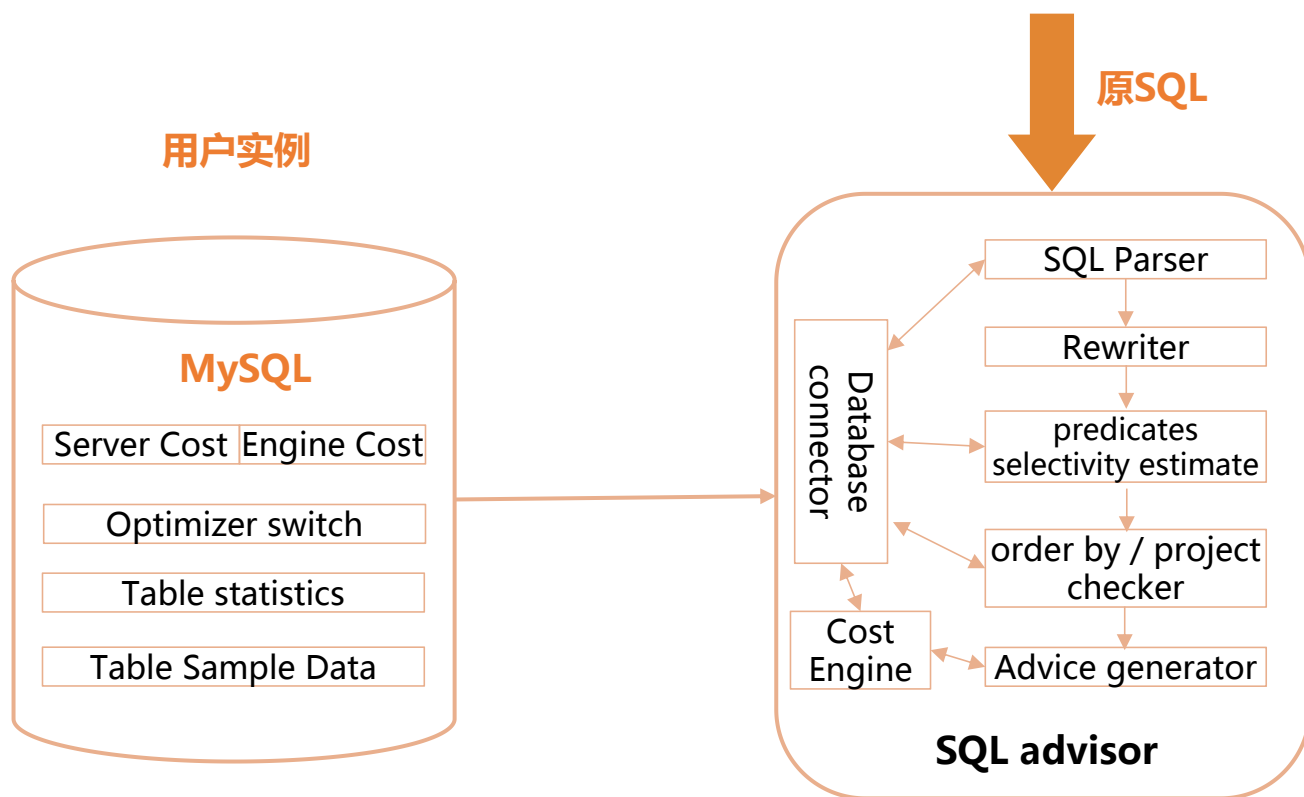 用户实例
MySQL
Server Cost
Engine Cost
Optimizer switch
Table statistics
Table Sample Data
原SQL
SQL Parser
Rewriter
predicates
selectivity estimate
order by / project
checker
Advice generator
Database
connector
Cost
Engine
SQL advisor